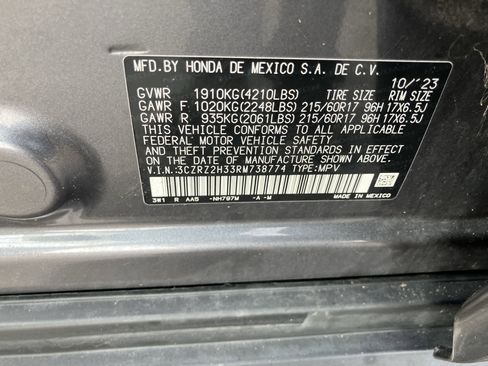 MFD.BY HONDA DE MEXICO S.A. DE C.V.
10/'23
GVWR 1910KG(4210LBS) TIRE SIZE RIM SIZE
GAWR F 1020KG(2248LBS) 215/60R17 96H 17X6.5J
GAWR R 935KG(2061LBS) 215/60R17 96H 17X6.5J
THIS VEHICLE CONFORMS TO ALL APPLICABLE
FEDERAL MOTOR VEHICLE SAFETY
AND THEFT PREVENTION STANDARDS IN EFFECT
ON THE DATE OF MANUFACTURE SHOWN ABOVE.
V.I.N.:3CZRZ2H33RM738774 TYPE:MPV
3W1 R AA5 -NH797M -A -M MADE IN MEXICO